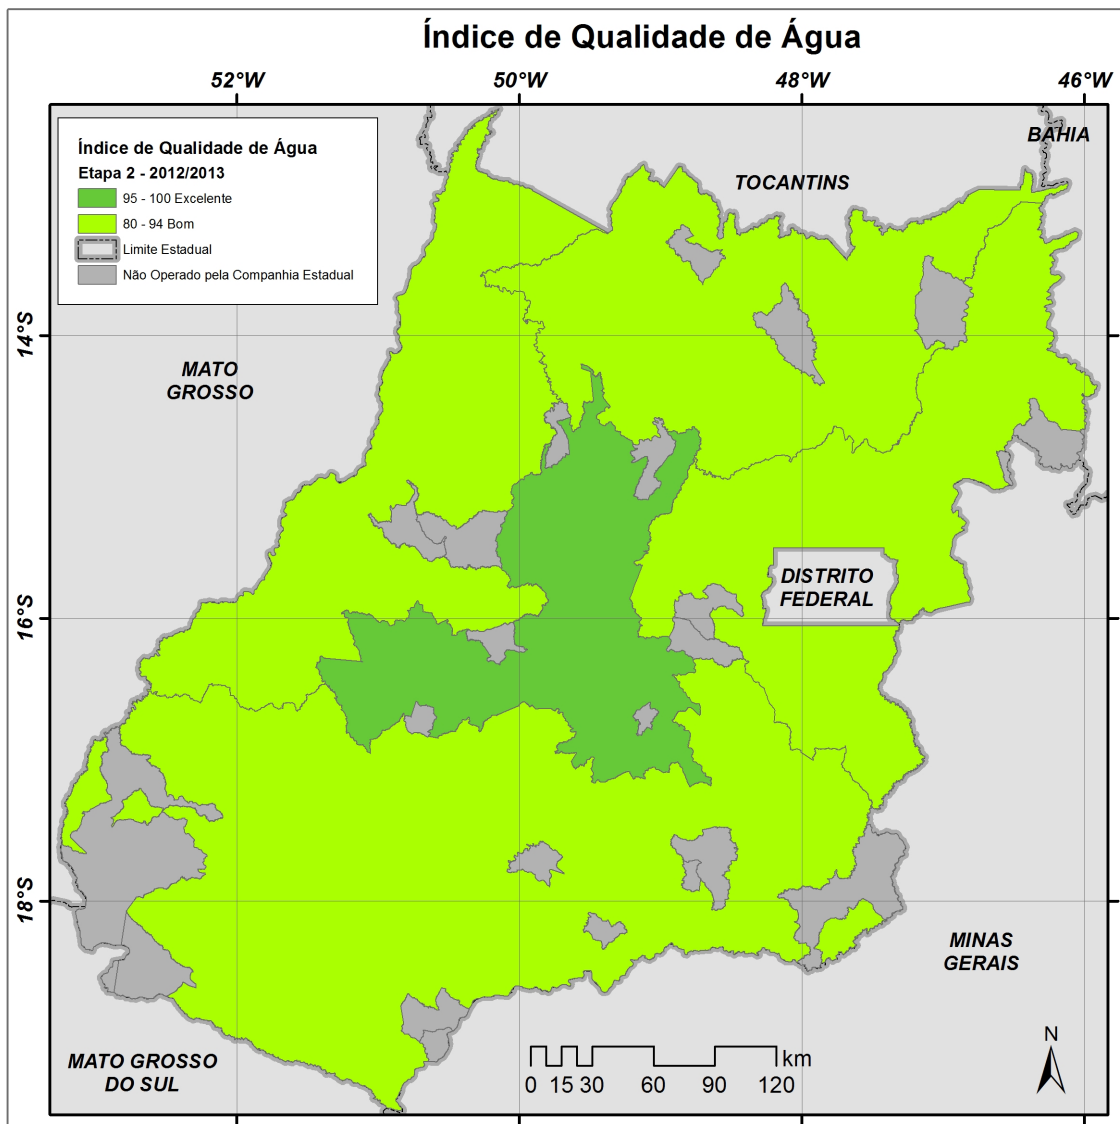 Índice de Qualidade de Água
52°W 50°W 48°W 46°W
Índice de Qualidade de Água
Etapa 2 - 2012/2013
95 - 100 Excelente
80 - 94 Bom
Limite Estadual
Não Operado pela Companhia Estadual
BAHIA
TOCANTINS
14°S
MATO
GROSSO
DISTRITO
FEDERAL
16°S
18°S
MINAS
GERAIS
MATO GROSSO
DO SUL
N
km
0 15 30 60 90 120